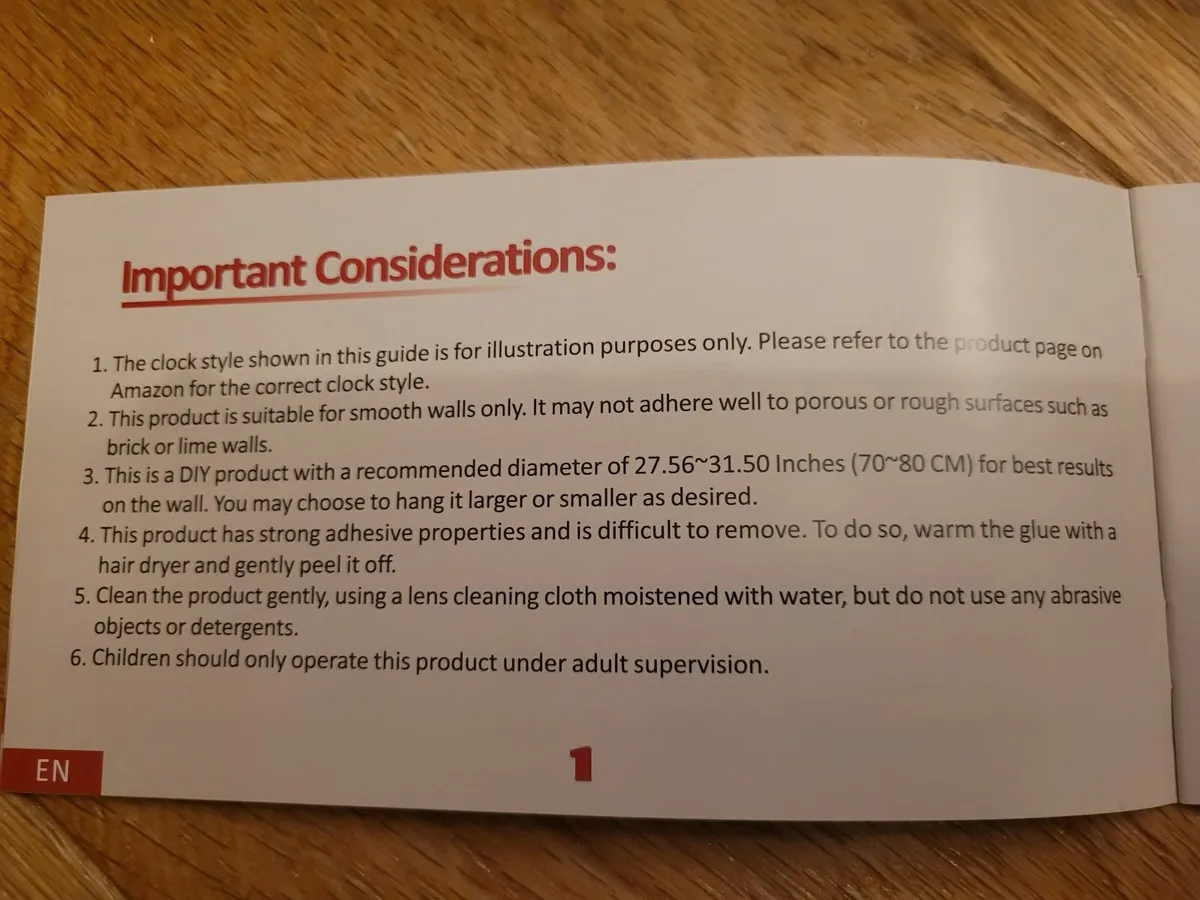 Important Considerations:
1. The clock style shown in this guide is for illustration purposes only. Please refer to the product page on
Amazon for the correct clock style.
2. This product is suitable for smooth walls only. It may not adhere well to porous or rough surfaces such as
brick or lime walls.
3. This is a DIY product with a recommended diameter of 27.56~31.50 Inches (70~80 CM) for best results
on the wall. You may choose to hang it larger or smaller as desired.
4. This product has strong adhesive properties and is difficult to remove. To do so, warm the glue with a
hair dryer and gently peel it off.
5. Clean the product gently, using a lens cleaning cloth moistened with water, but do not use any abrasive
objects or detergents.
6. Children should only operate this product under adult supervision.
EN
1